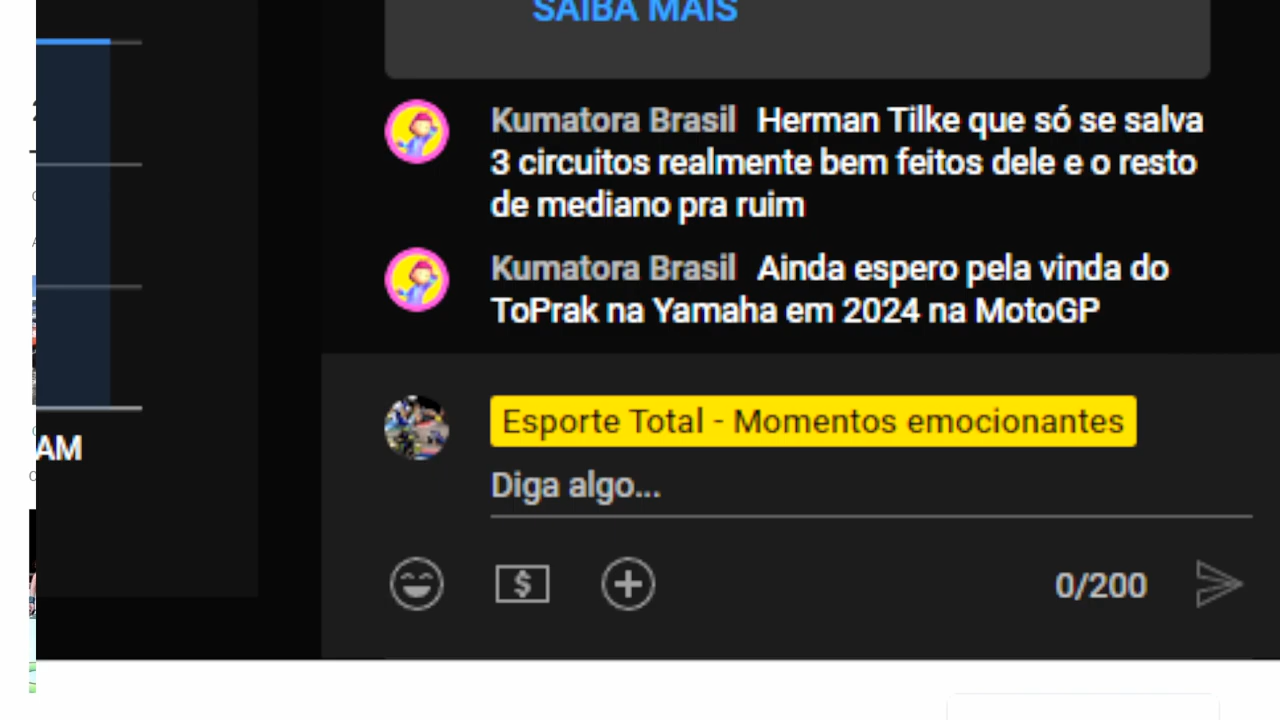 SAIBA MAIS
Kumatora Brasil Herman Tilke que só se salva
3 circuitos realmente bem feitos dele e o resto
de mediano pra ruim
Kumatora Brasil Ainda espero pela vinda do
ToPrak na Yamaha em 2024 na MotoGP
AM
Esporte Total - Momentos emocionantes
Diga algo...
0/200